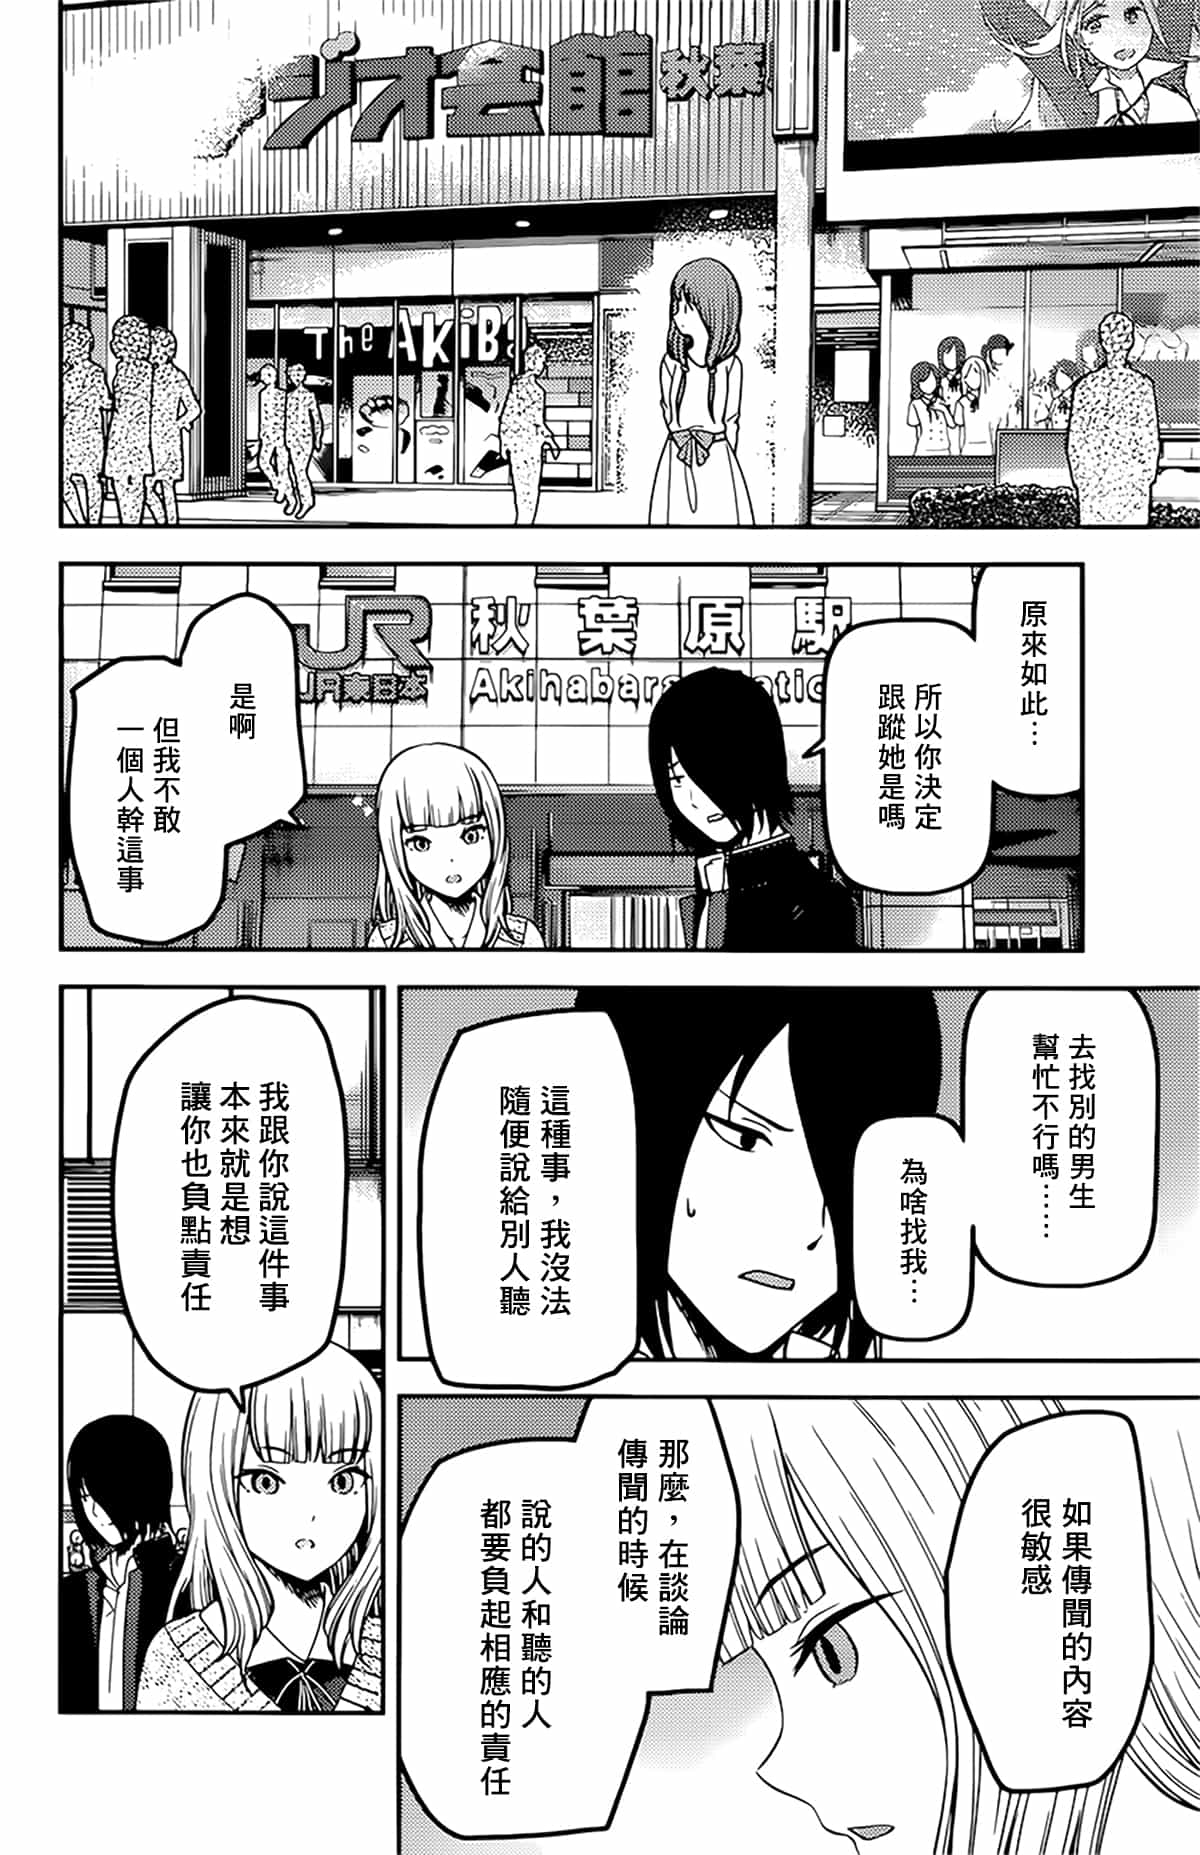 ジオ会館
秋葉
The AKIBA
JR
JR東日本
秋葉原駅
Akihabara
原來如此…
所以你決定
跟蹤她是嗎
是啊
但我不敢
一個人幹這事
去找別的男生
幫忙不行嗎……
為啥找我…
這種事，我沒法
隨便說給別人聽
如果傳聞的內容
很敏感
那麼，在談論
傳聞的時候
說的人和聽的人
都要負起相應的責任
我跟你說這件事
本來就是想
讓你也負點責任